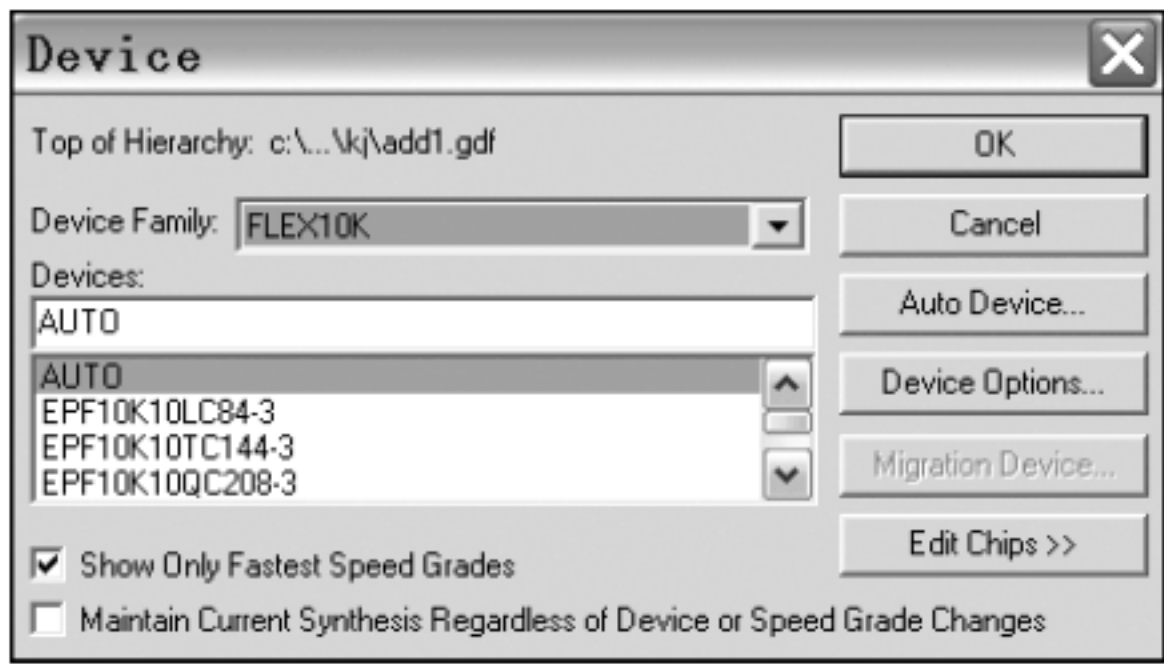 Device
Top of Hierarchy: c:\...\kj\add1.gdf
OK
Device Family: FLEX10K
Cancel
Devices:
AUTO
Auto Device...
AUTO
EPF10K10LC84-3
EPF10K10TC144-3
EPF10K10QC208-3
Device Options...
Migration Device...
Edit Chips >>
Show Only Fastest Speed Grades
Maintain Current Synthesis Regardless of Device or Speed Grade Changes